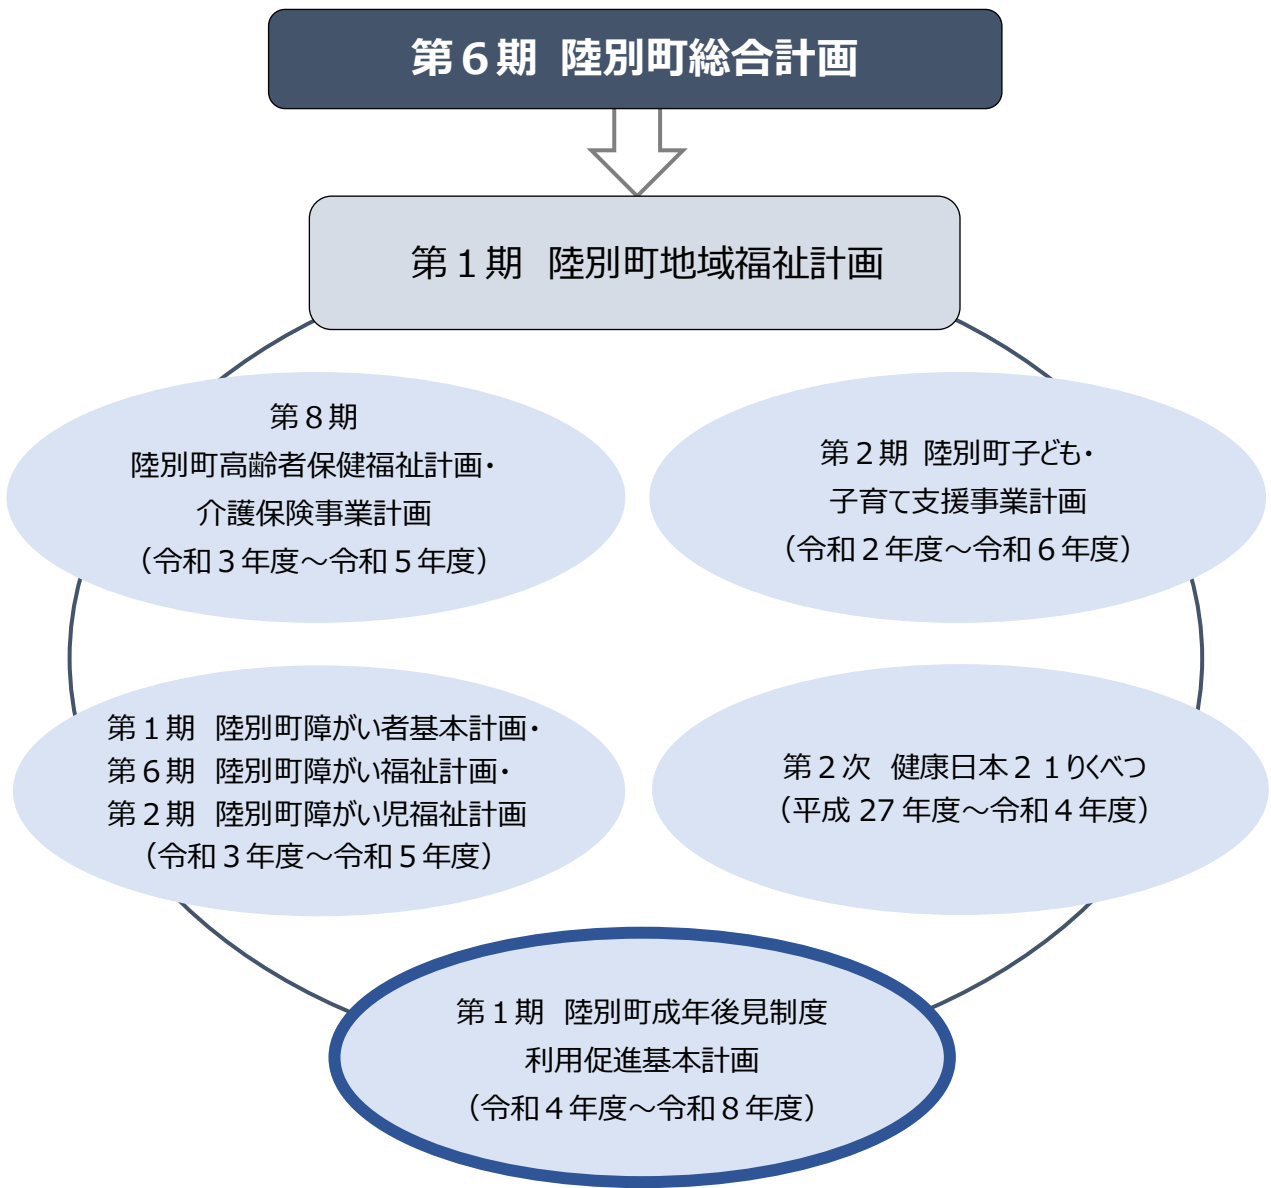 第６期 陸別町総合計画
第１期 陸別町地域福祉計画
第８期
陸別町高齢者保健福祉計画・
介護保険事業計画
（令和３年度～令和５年度）
第２期 陸別町子ども・
子育て支援事業計画
（令和２年度～令和６年度）
第１期 陸別町障がい者基本計画・
第６期 陸別町障がい福祉計画・
第２期 陸別町障がい児福祉計画
（令和３年度～令和５年度）
第２次 健康日本２１りくべつ
（平成 27 年度～令和４年度）
第１期 陸別町成年後見制度
利用促進基本計画
（令和４年度～令和８年度）